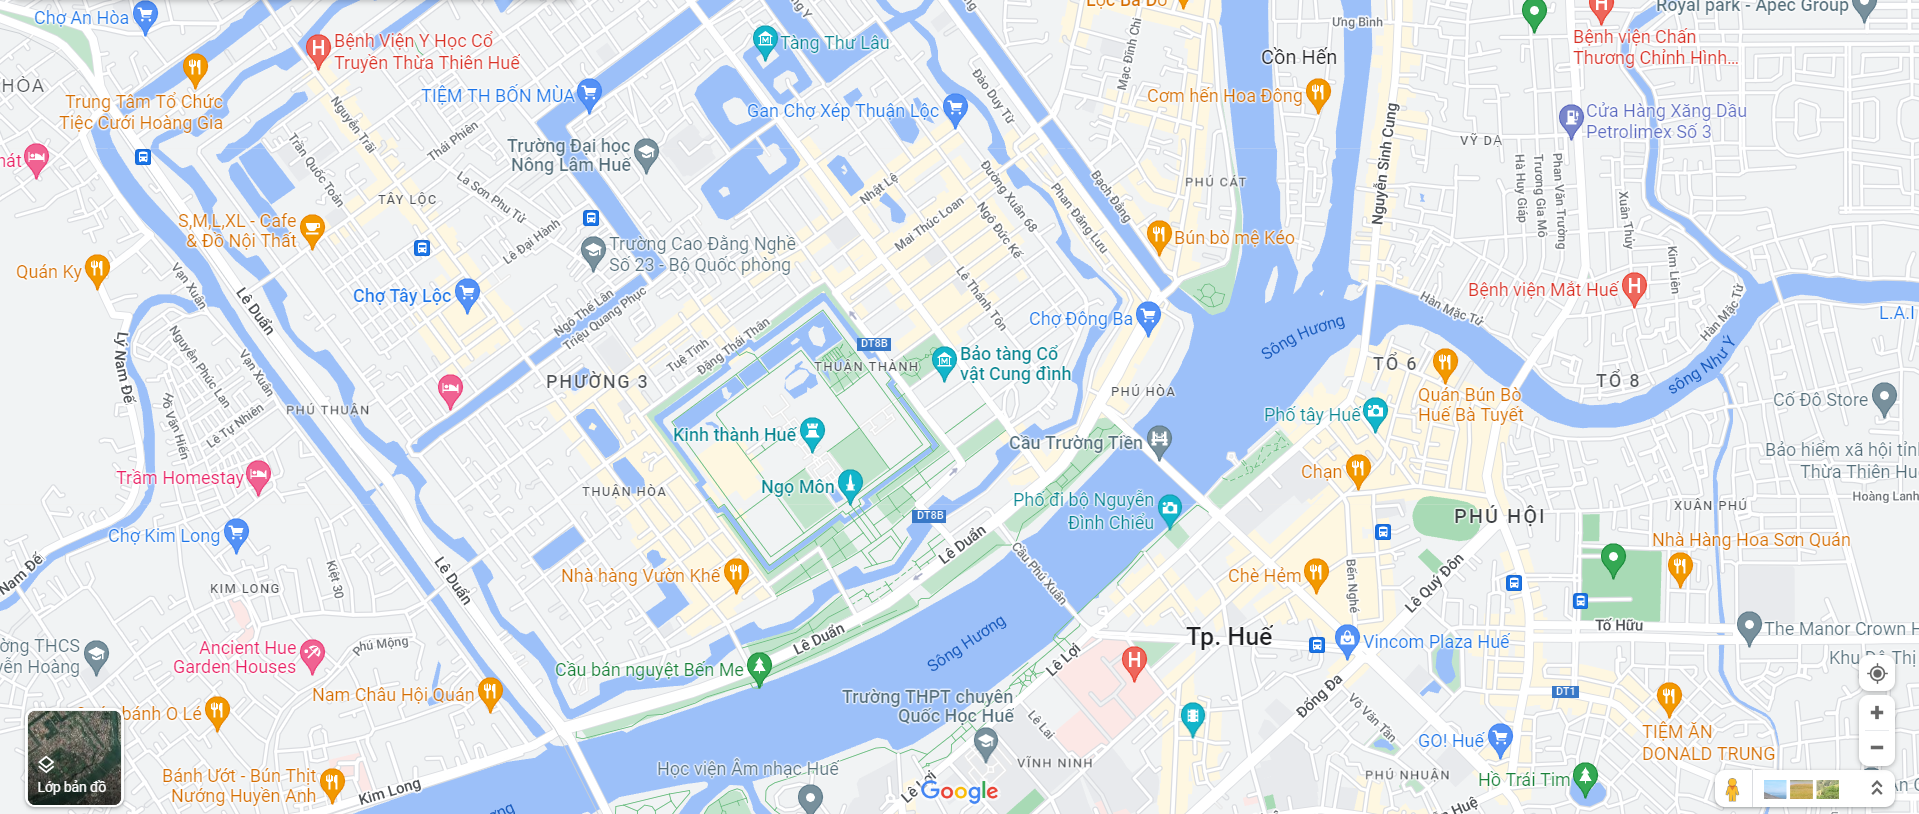 Chợ An Hòa
Bệnh Viện Y Học Cổ
Truyền Thừa Thiên Huế
Tàng Thư Lâu
Ưng Bình
Royal park - Apec Group
Bệnh viện Chấn
Thương Chỉnh Hình...
Cồn Hến
Mạc Đĩnh Chi
HÒA
Trung Tâm Tổ Chức
Tiệc Cưới Hoàng Gia
TIỆM TH BỐN MÙA
Gan Chợ Xép Thuận Lộc
Đào Duy Từ
Cơm hến Hoa Đông
Cửa Hàng Xăng Dầu
Petrolimex Số 3
Nguyễn Trãi
Thái Phiên
Trần Quốc Toản
Trường Đại học
Nông Lâm Huế
Nguyễn Sinh Cung
VỸ DẠ
Hà Huy Giáp
Trương Gia Mô
Phan Văn Trường
La Sơn Phu Tử
TÂY LỘC
Nhật Lệ
Đường Xuân 68
Phan Đăng Lưu
Bạch Đằng
PHÚ CÁT
Xuân Thủy
Kim Liên
S,M,L,XL - Cafe
& Đồ Nội Thất
Lê Đại Hành
Mai Thúc Loan
Ngô Đức Kế
Bún bò mệ Kéo
Trường Cao Đẳng Nghề
Số 23 - Bộ Quốc phòng
Quán Ky
Vạn Xuân
Lê Duẩn
Chợ Tây Lộc
Ngô Thế Lân
Triệu Quang Phục
Lê Thánh Tôn
Bệnh viện Mắt Huế
Hàn Mặc Tử
Hàn Mặc Tử
L.A.I
Chợ Đông Ba
Sông Hương
Lý Nam Đế
Nguyễn Phúc Lan
Vạn Xuân
Tuệ Tĩnh
Đặng Thái Thân
DT8B
THUẬN THÀNH
Bảo tàng Cổ
vật Cung đình
TỔ 6
TỔ 8
sông Như Ý
PHƯỜNG 3
PHÚ HÒA
Quán Bún Bò
Huế Bà Tuyết
Cố Đô Store
Hồ Văn Hiển
Lê Tự Nhiên
PHÚ THUẬN
Phố tây Huế
Kinh thành Huế
Cầu Trường Tiền
Bảo hiểm xã hội tỉnh
Thừa Thiên Huế
Trầm Homestay
Ngọ Môn
THUẬN HÒA
Chạn
Hoàng Lanh
XUÂN PHÚ
Phố đi bộ Nguyễn
Đình Chiểu
DT8B
PHÚ HỘI
Chợ Kim Long
Lê Duẩn
Cầu Phú Xuân
Nhà Hàng Hoa Sơn Quán
Nam Đế
Kiệt 30
Lê Duẩn
KIM LONG
Nhà hàng Vườn Khế
Chè Hẻm
Bến Nghé
Lê Quý Đôn
Phú Mộng
Lê Duẩn
Sông Hương
Lê Lợi
Tp. Huế
Vincom Plaza Huế
Tố Hữu
The Manor Crown H
Khu Đô Thị
Ancient Hue
Garden Houses
Cầu bán nguyệt Bến Me
Nam Châu Hội Quán
Trường THPT chuyên
Quốc Học Huế
Lê Lai
Đống Đa
Võ Văn Tần
DT1
bánh O Lé
TIỆM ĂN
DONALD TRUNG
GO! Huế
VĨNH NINH
Học viện Âm nhạc Huế
PHÚ NHUẬN
Hồ Trái Tim
Lớp bản đồ
Bánh Ướt - Bún Thịt
Nướng Huyền Anh
Kim Long
Lê Lợi
Google